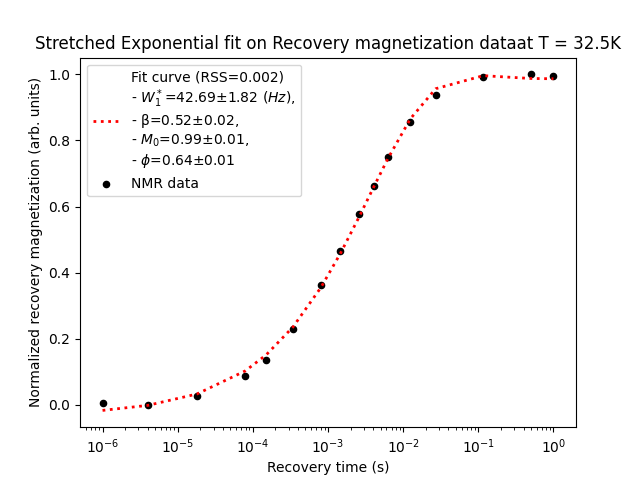 Stretched Exponential fit on Recovery magnetization dataat T = 32.5K
Normalized recovery magnetization (arb. units)
1.0
0.8
0.6
0.4
0.2
0.0
Fit curve (RSS=0.002)
- W₁*=42.69±1.82 (Hz),
- β=0.52±0.02,
- M₀=0.99±0.01,
- ϕ=0.64±0.01
NMR data
10⁻⁶ 10⁻⁵ 10⁻⁴ 10⁻³ 10⁻² 10⁻¹ 10⁰
Recovery time (s)